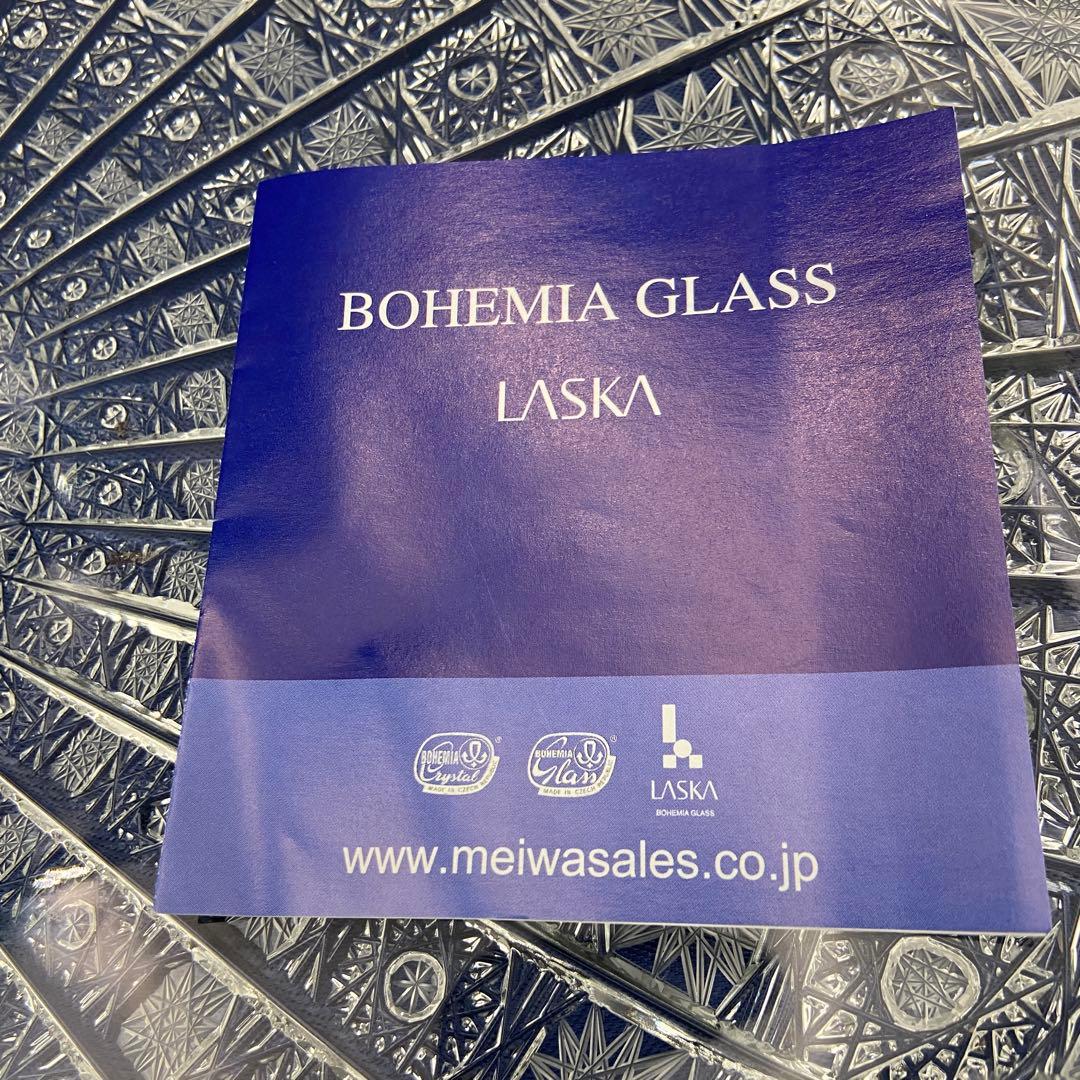 BOHEMIA GLASS
LASKA
BOHEMIA
Crystal
MADE IN CZECH REPUBLIC
®
BOHEMIA
Glass
MADE IN CZECH REPUBLIC
®
LASKA
BOHEMIA GLASS
www.meiwasales.co.jp